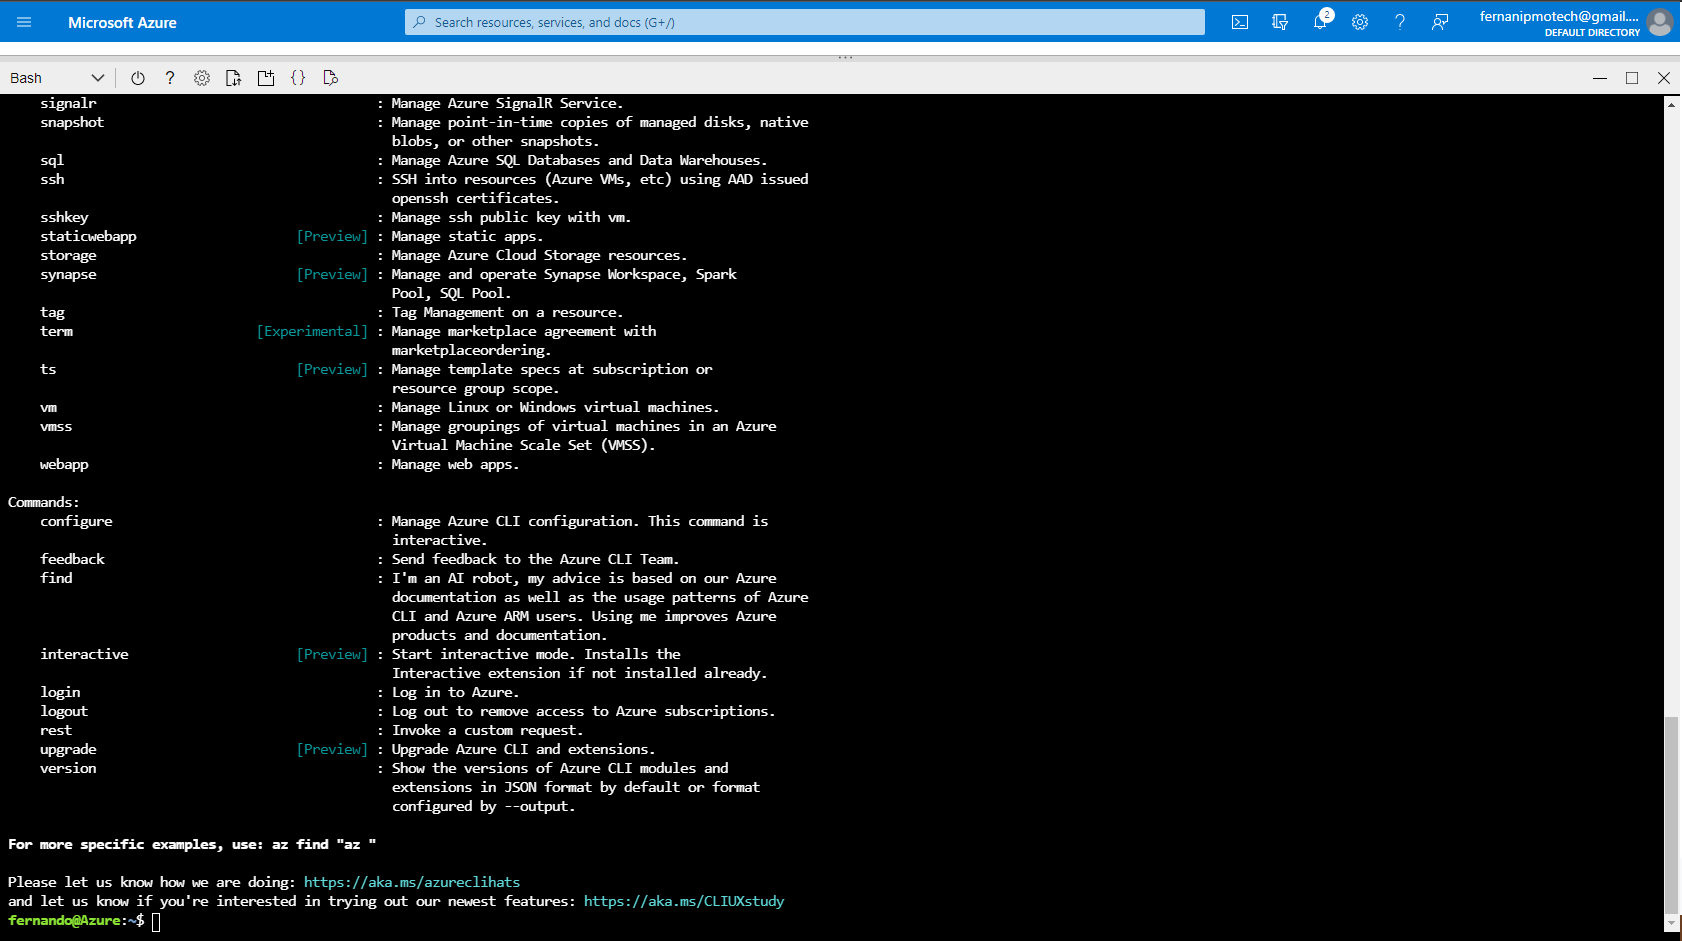 Microsoft Azure
Search resources, services, and docs (G+/)
2
fernanipmotech@gmail....
DEFAULT DIRECTORY
Bash
signalr : Manage Azure SignalR Service.
snapshot : Manage point-in-time copies of managed disks, native
blobs, or other snapshots.
sql : Manage Azure SQL Databases and Data Warehouses.
ssh : SSH into resources (Azure VMs, etc) using AAD issued
openssh certificates.
sshkey : Manage ssh public key with vm.
staticwebapp [Preview] : Manage static apps.
storage : Manage Azure Cloud Storage resources.
synapse [Preview] : Manage and operate Synapse Workspace, Spark
Pool, SQL Pool.
tag : Tag Management on a resource.
term [Experimental] : Manage marketplace agreement with
marketplaceordering.
ts [Preview] : Manage template specs at subscription or
resource group scope.
vm : Manage Linux or Windows virtual machines.
vmss : Manage groupings of virtual machines in an Azure
Virtual Machine Scale Set (VMSS).
webapp : Manage web apps.
Commands:
configure : Manage Azure CLI configuration. This command is
interactive.
feedback : Send feedback to the Azure CLI Team.
find : I'm an AI robot, my advice is based on our Azure
documentation as well as the usage patterns of Azure
CLI and Azure ARM users. Using me improves Azure
products and documentation.
interactive [Preview] : Start interactive mode. Installs the
Interactive extension if not installed already.
login : Log in to Azure.
logout : Log out to remove access to Azure subscriptions.
rest : Invoke a custom request.
upgrade [Preview] : Upgrade Azure CLI and extensions.
version : Show the versions of Azure CLI modules and
extensions in JSON format by default or format
configured by --output.
For more specific examples, use: az find "az "
Please let us know how we are doing: https://aka.ms/azureclihats
and let us know if you're interested in trying out our newest features: https://aka.ms/CLIUXstudy
fernando@Azure:~$